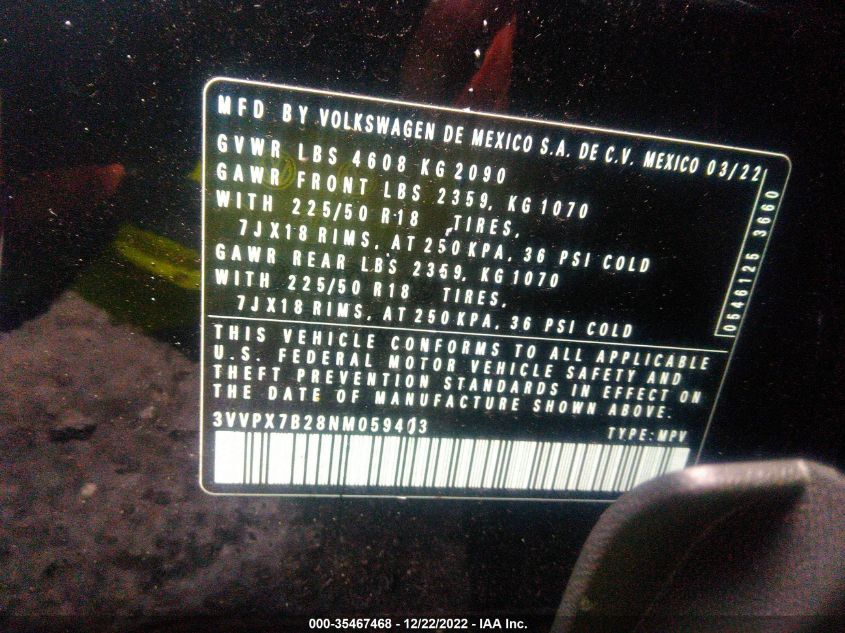 MFD BY VOLKSWAGEN DE MEXICO S.A. DE C.V. MEXICO 03/22
GVWR LBS 4608 KG 2090
GAWR FRONT LBS 2359, KG 1070
WITH 225/50 R18 TIRES,
7JX18 RIMS, AT 250 KPA, 36 PSI COLD
GAWR REAR LBS 2359, KG 1070
WITH 225/50 R18 TIRES,
7JX18 RIMS, AT 250 KPA, 36 PSI COLD
0546125 3660
THIS VEHICLE CONFORMS TO ALL APPLICABLE
U.S. FEDERAL MOTOR VEHICLE SAFETY AND
THEFT PREVENTION STANDARDS IN EFFECT ON
THE DATE OF MANUFACTURE SHOWN ABOVE.
3VVPX7B28NM059413
TYPE: MPV
000-35467468 - 12/22/2022 - IAA Inc.